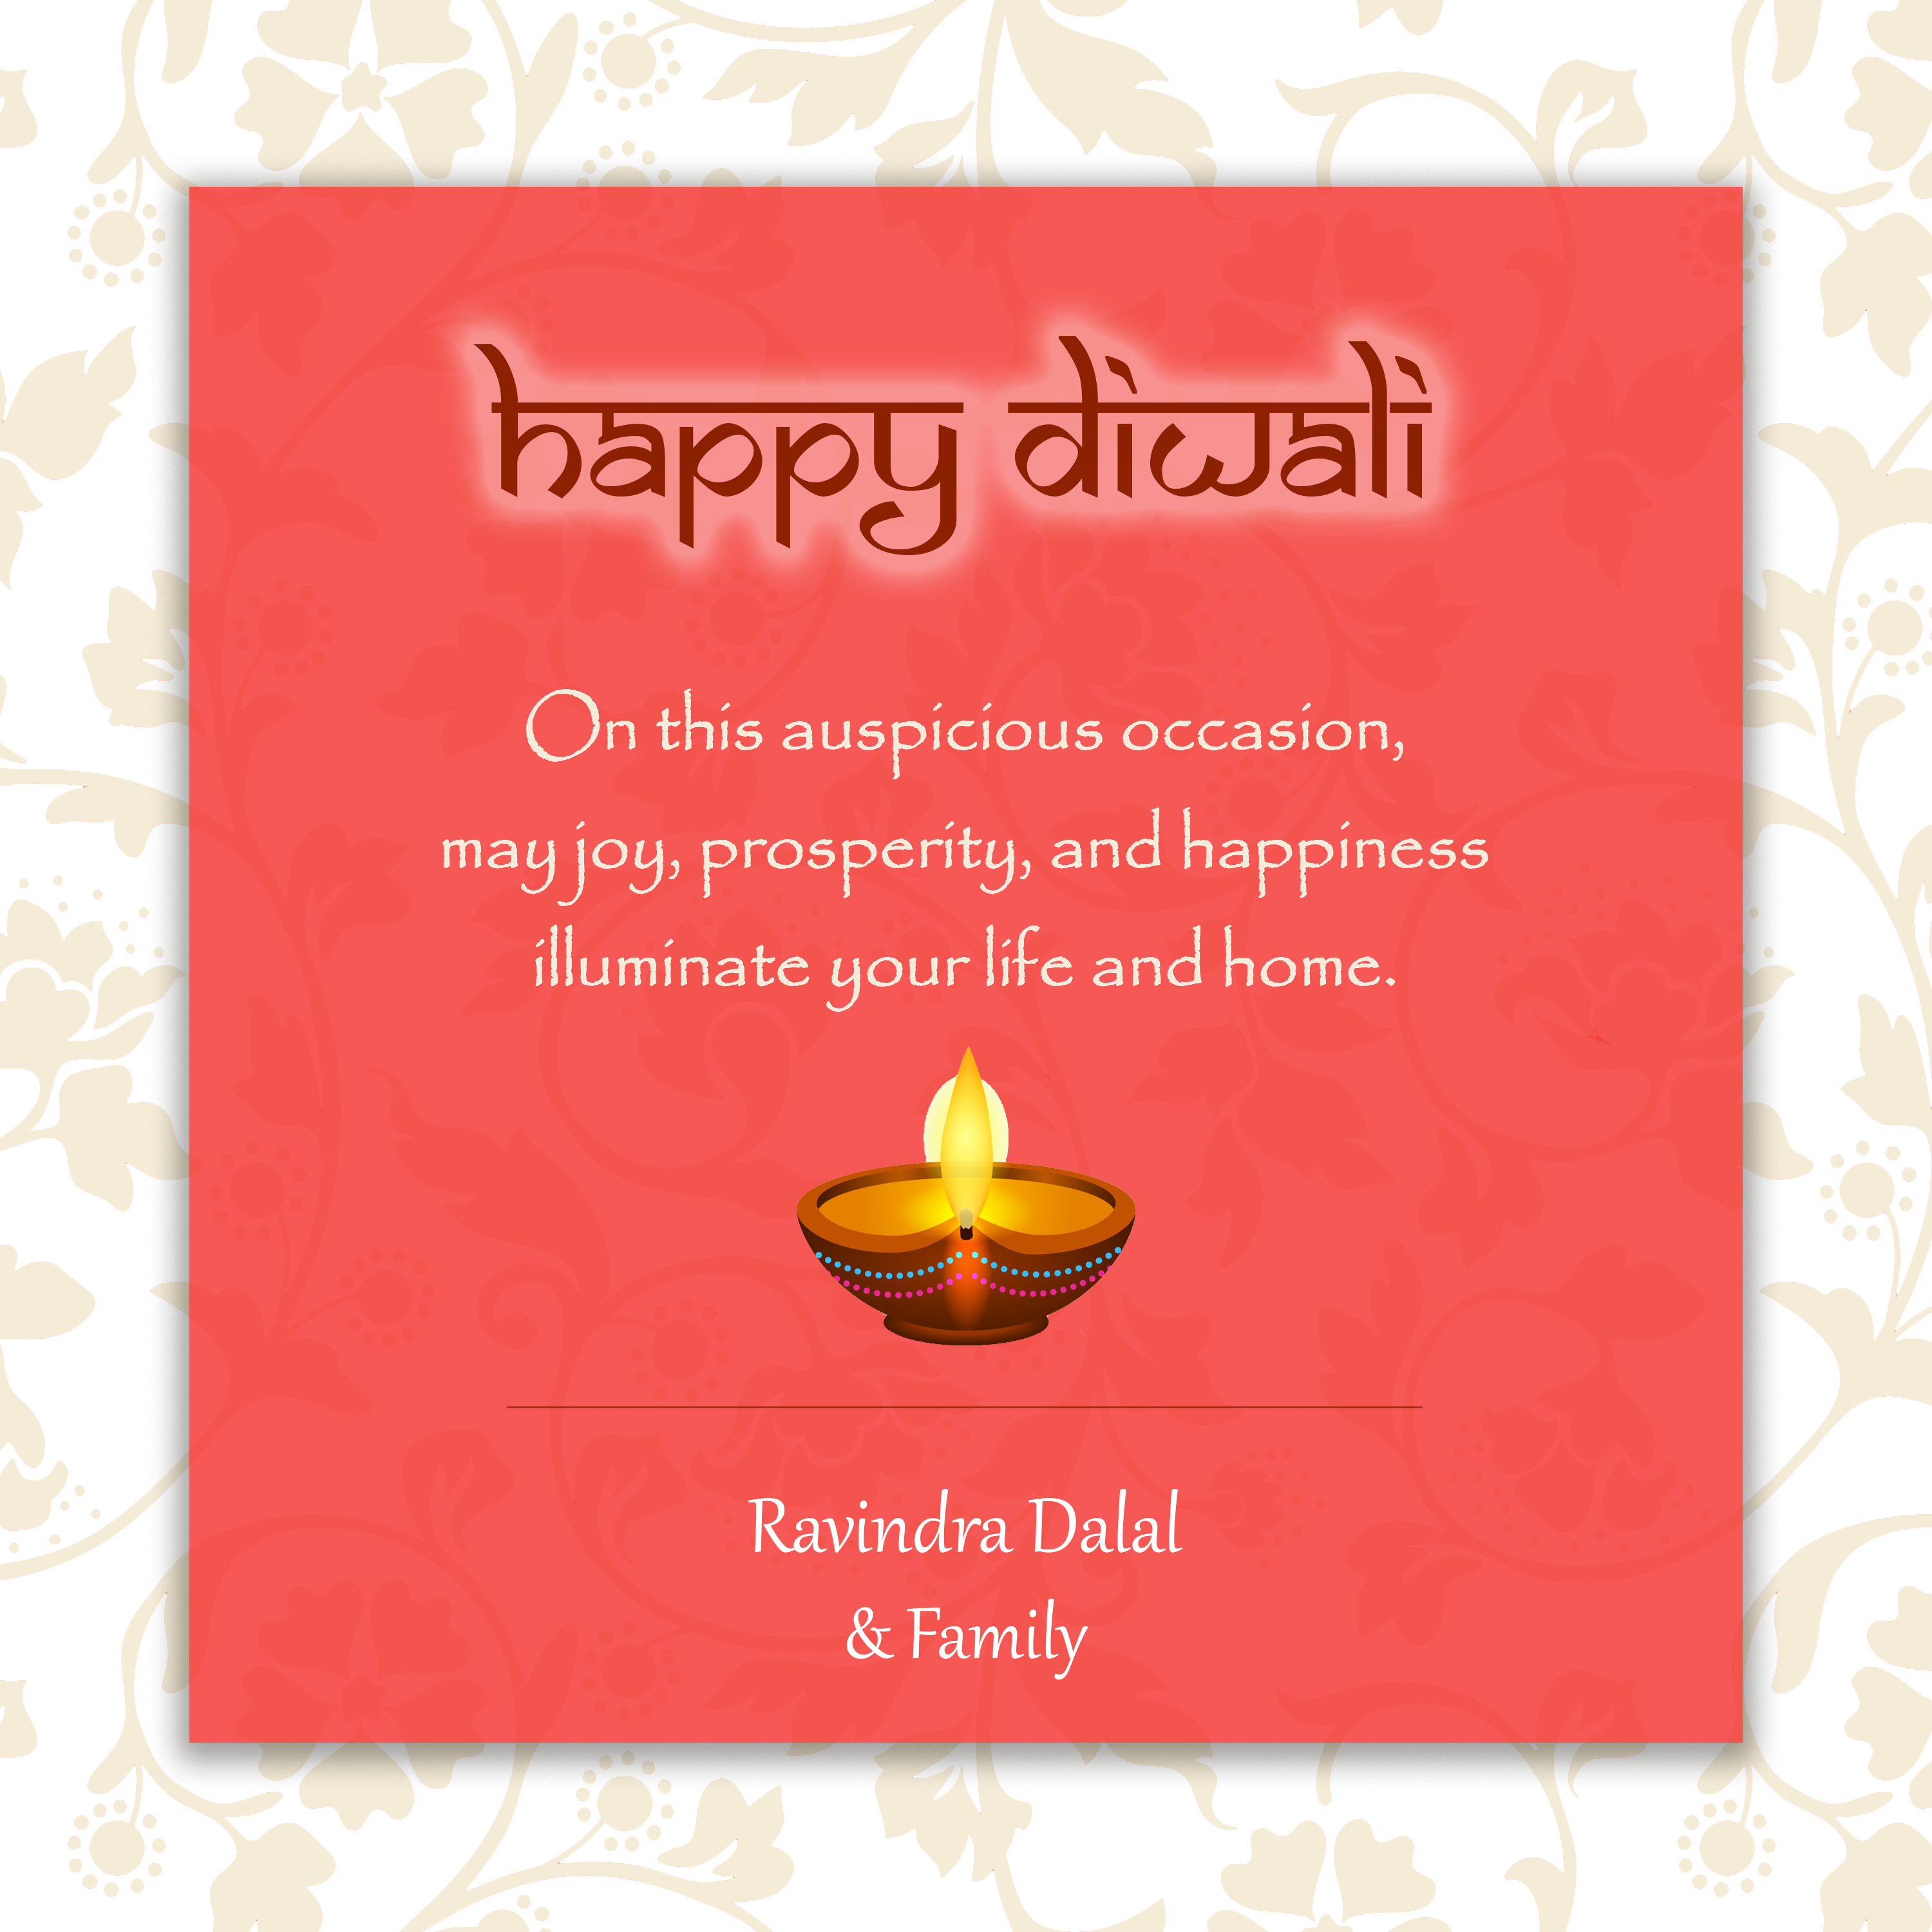 happy diwali
On this auspicious occasion,
may joy, prosperity, and happiness
illuminate your life and home.
Ravindra Dalal
& Family